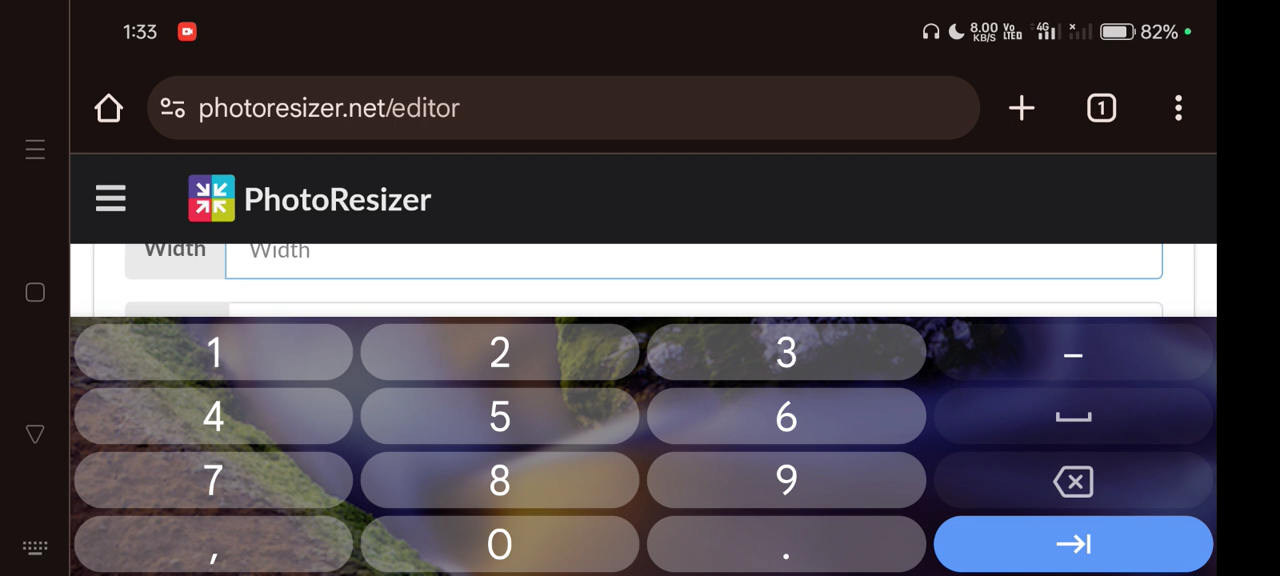 1:33
8.00 KB/S Vo LTED 4G x 82%
photoresizer.net/editor
1
PhotoResizer
Width Width
1 2 3 –
4 5 6
7 8 9
, 0 .